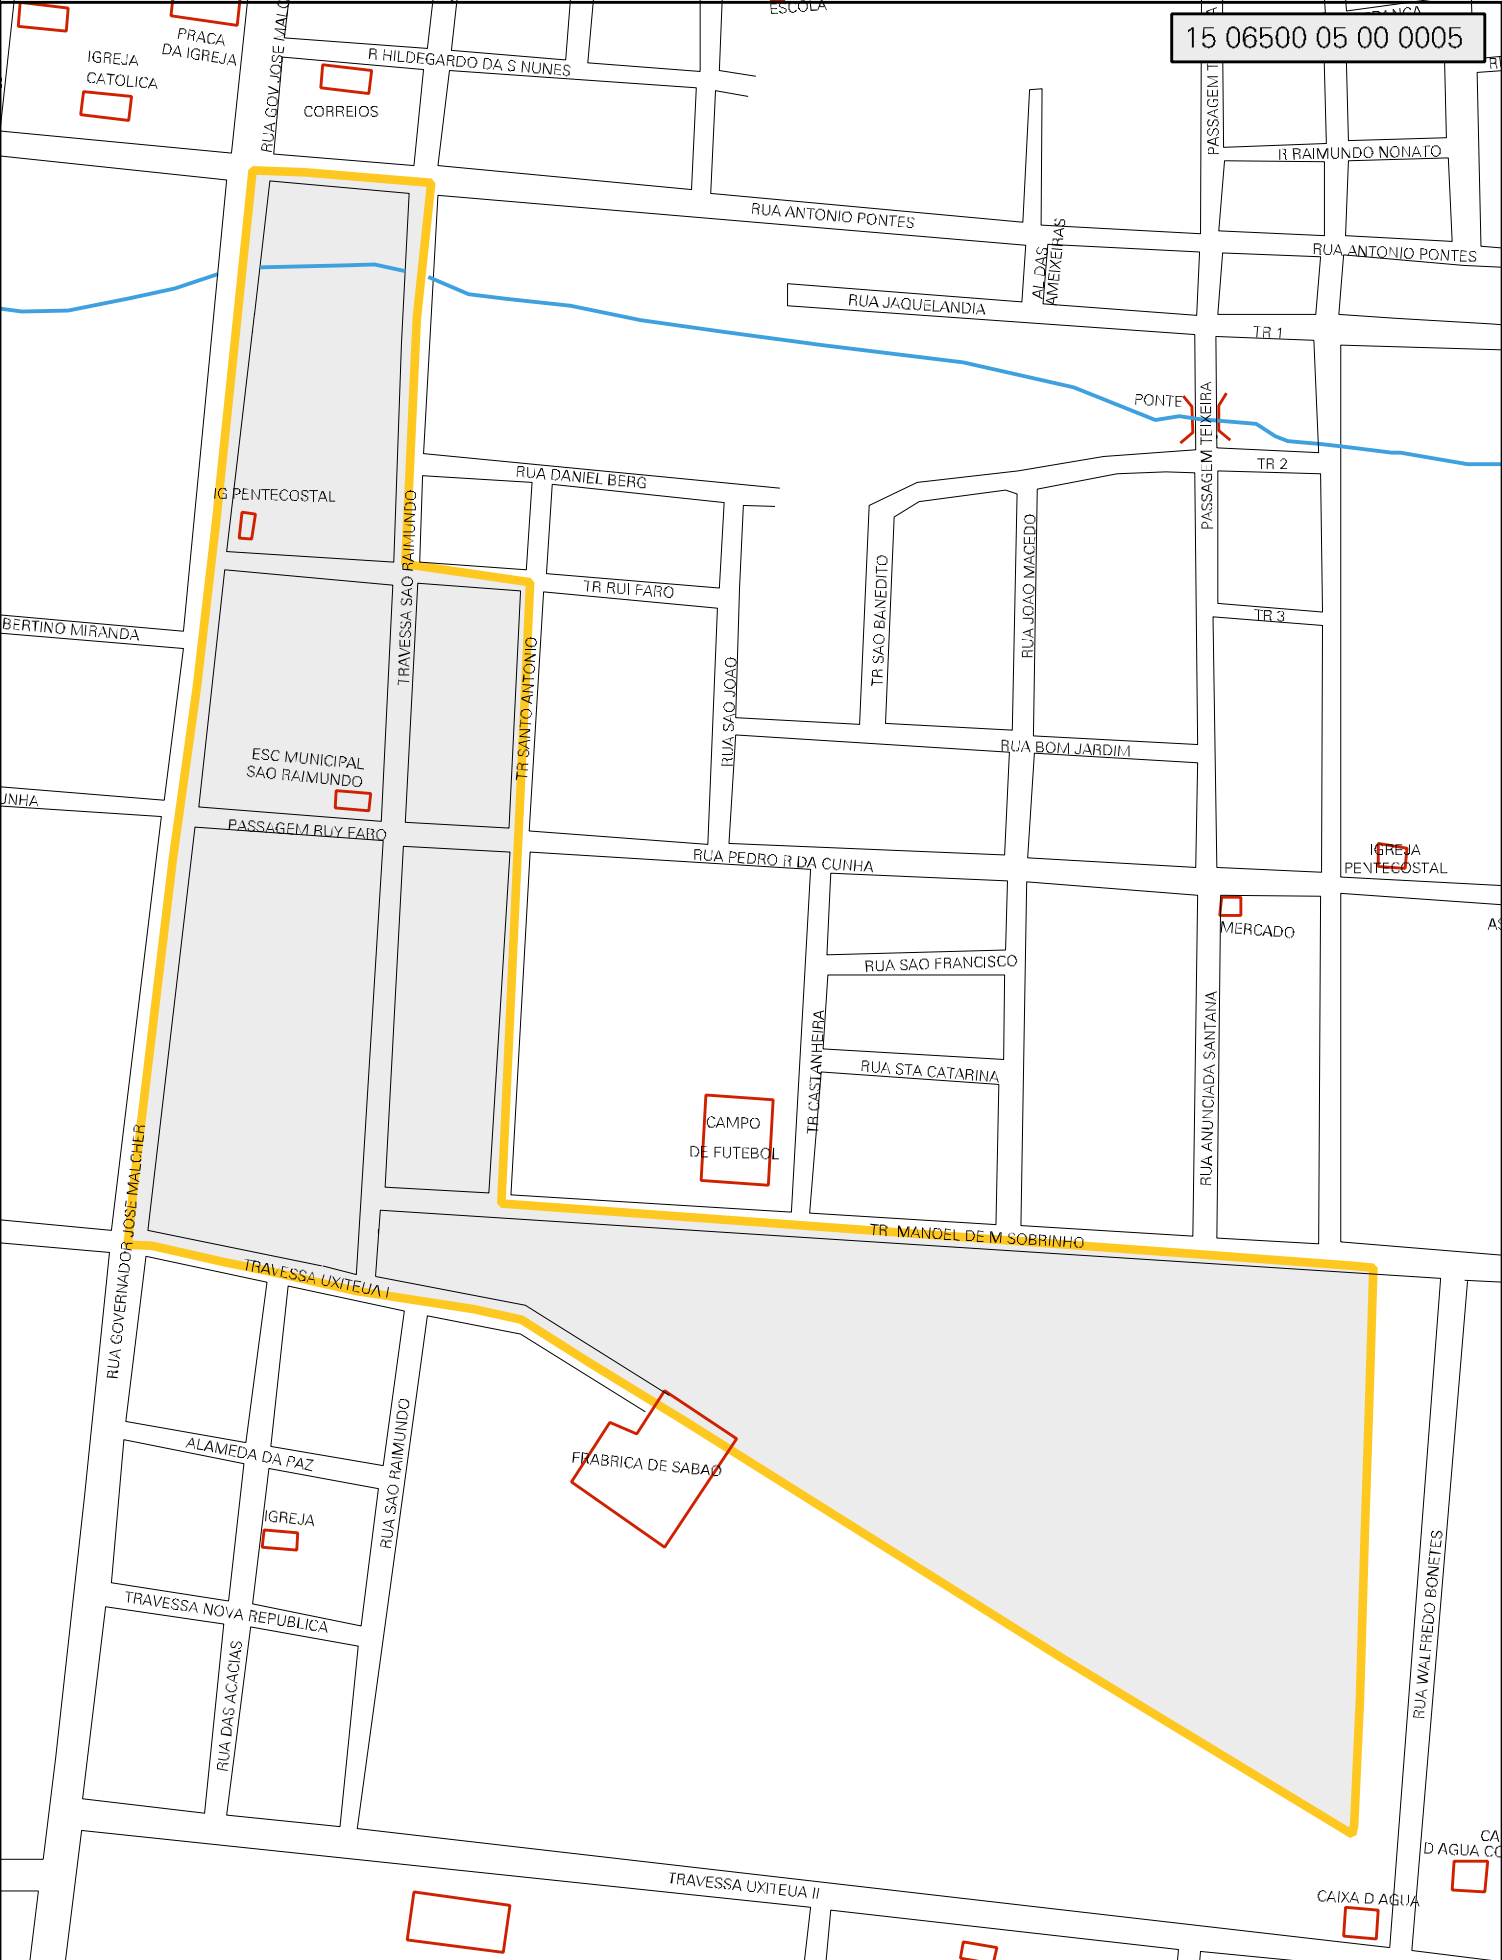 ESCOLA
15 06500 05 00 0005
PRACA
DA IGREJA
IGREJA
CATOLICA
RUA GOV JOSE MALC
R HILDEGARDO DA S NUNES
CORREIOS
PASSAGEM T
R RAIMUNDO NONATO
RUA ANTONIO PONTES
RUA ANTONIO PONTES
AL DAS
AMEIXEIRAS
RUA JAQUELANDIA
TR 1
PONTE
PASSAGEM TEIXEIRA
TR 2
RUA DANIEL BERG
IG PENTECOSTAL
TRAVESSA SAO RAIMUNDO
TR RUI FARO
TR SAO BANEDITO
RUA JOAO MACEDO
TR 3
BERTINO MIRANDA
TR SANTO ANTONIO
RUA SAO JOAO
RUA BOM JARDIM
ESC MUNICIPAL
SAO RAIMUNDO
UNHA
PASSAGEM RUY FARO
RUA PEDRO R DA CUNHA
IGREJA
PENTECOSTAL
MERCADO
AS
RUA SAO FRANCISCO
TR CASTANHEIRA
RUA STA CATARINA
RUA ANUNCIADA SANTANA
CAMPO
DE FUTEBOL
RUA GOVERNADOR JOSE MALCHER
TR MANOEL DE M SOBRINHO
TRAVESSA UXITEUA I
ALAMEDA DA PAZ
RUA SAO RAIMUNDO
FRABRICA DE SABAO
IGREJA
TRAVESSA NOVA REPUBLICA
RUA DAS ACACIAS
RUA WALFREDO BONETES
CA
D AGUA CO
TRAVESSA UXITEUA II
CAIXA D AGUA